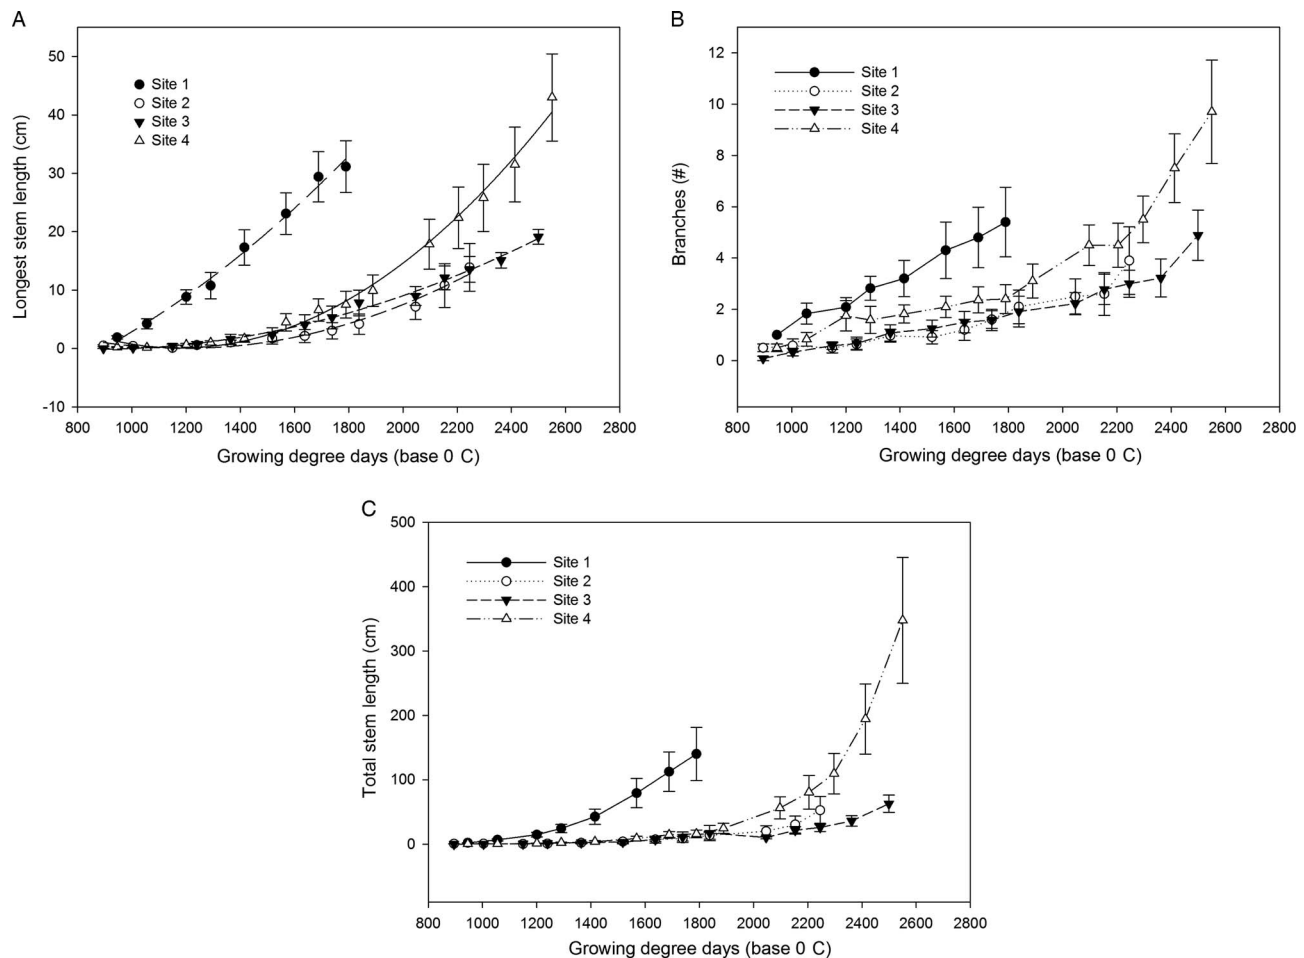 A
Longest stem length (cm)
50
40
30
20
10
0
-10
Site 1
Site 2
Site 3
Site 4
800 1000 1200 1400 1600 1800 2000 2200 2400 2600 2800
Growing degree days (base 0 C)
B
Branches (#)
12
10
8
6
4
2
0
Site 1
Site 2
Site 3
Site 4
800 1000 1200 1400 1600 1800 2000 2200 2400 2600 2800
Growing degree days (base 0 C)
C
Total stem length (cm)
500
400
300
200
100
0
Site 1
Site 2
Site 3
Site 4
800 1000 1200 1400 1600 1800 2000 2200 2400 2600 2800
Growing degree days (base 0 C)